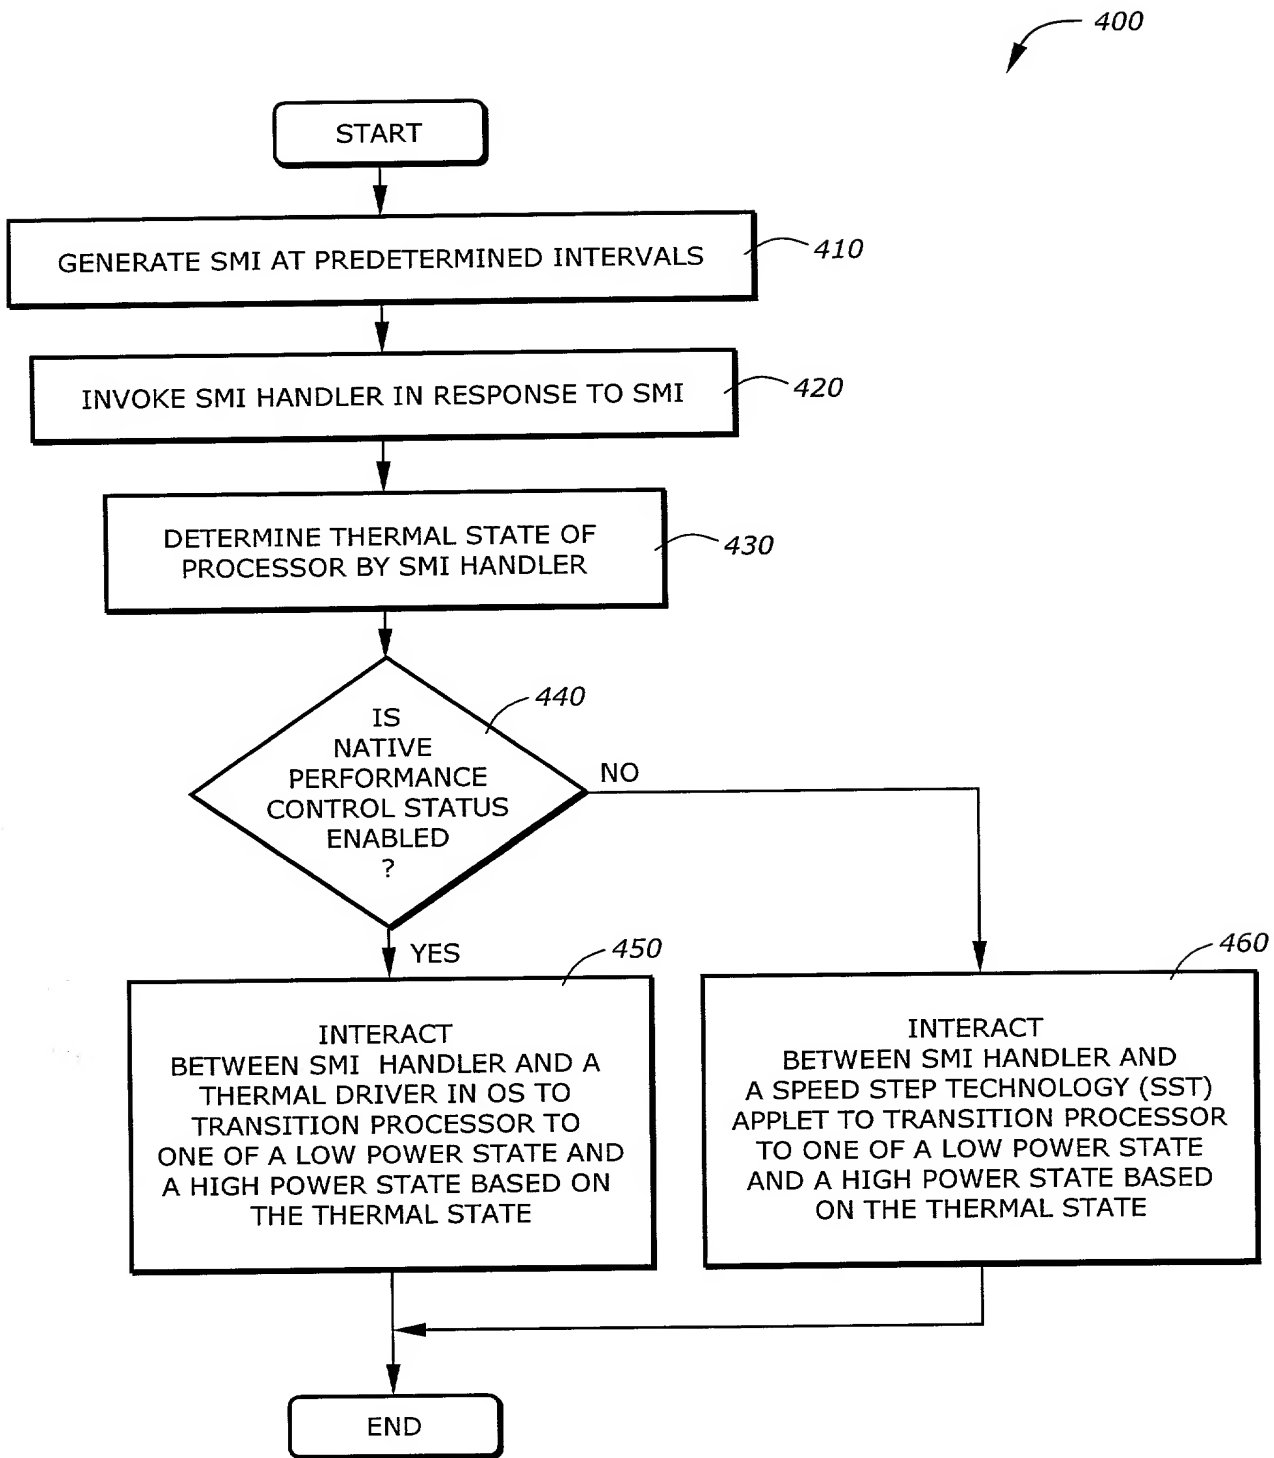 400
START
GENERATE SMI AT PREDETERMINED INTERVALS
410
INVOKE SMI HANDLER IN RESPONSE TO SMI
420
DETERMINE THERMAL STATE OF
PROCESSOR BY SMI HANDLER
430
440
IS
NATIVE
PERFORMANCE
CONTROL STATUS
ENABLED
?
NO
YES
450
INTERACT
BETWEEN SMI HANDLER AND A
THERMAL DRIVER IN OS TO
TRANSITION PROCESSOR TO
ONE OF A LOW POWER STATE AND
A HIGH POWER STATE BASED ON
THE THERMAL STATE
460
INTERACT
BETWEEN SMI HANDLER AND
A SPEED STEP TECHNOLOGY (SST)
APPLET TO TRANSITION PROCESSOR
TO ONE OF A LOW POWER STATE
AND A HIGH POWER STATE BASED
ON THE THERMAL STATE
END